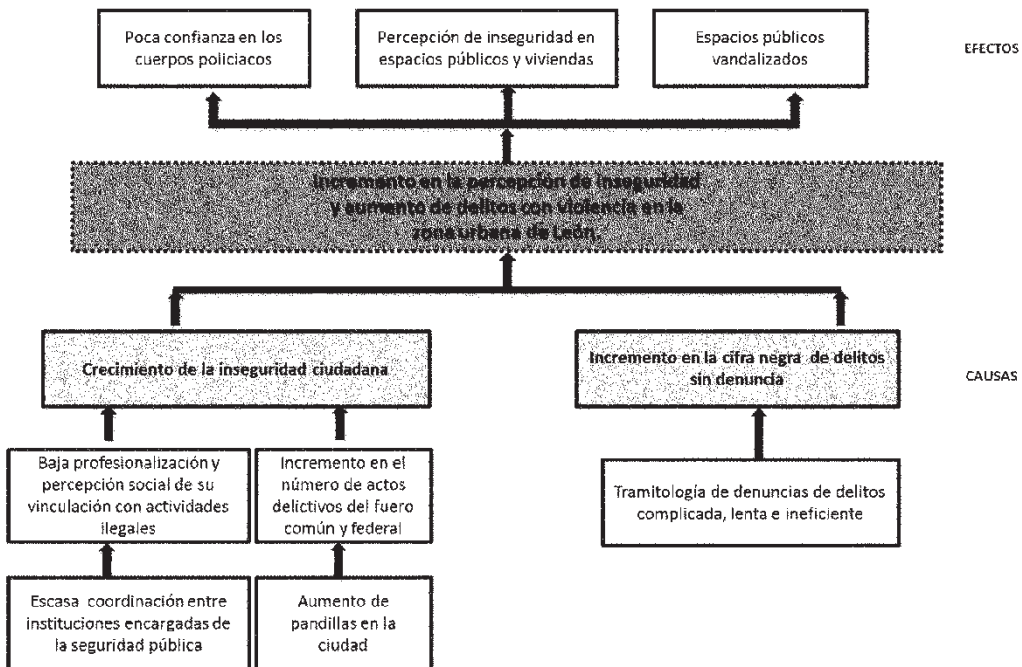 Poca confianza en los
cuerpos policiacos
Percepción de inseguridad en
espacios públicos y viviendas
Espacios públicos
vandalizados
EFECTOS
Incremento en la percepción de inseguridad
y aumento de delitos con violencia en la
zona urbana de León.
Crecimiento de la inseguridad ciudadana
Incremento en la cifra negra de delitos
sin denuncia
CAUSAS
Baja profesionalización y
percepción social de su
vinculación con actividades
ilegales
Incremento en el
número de actos
delictivos del fuero
común y federal
Tramitología de denuncias de delitos
complicada, lenta e ineficiente
Escasa coordinación entre
instituciones encargadas de
la seguridad pública
Aumento de
pandillas en la
ciudad